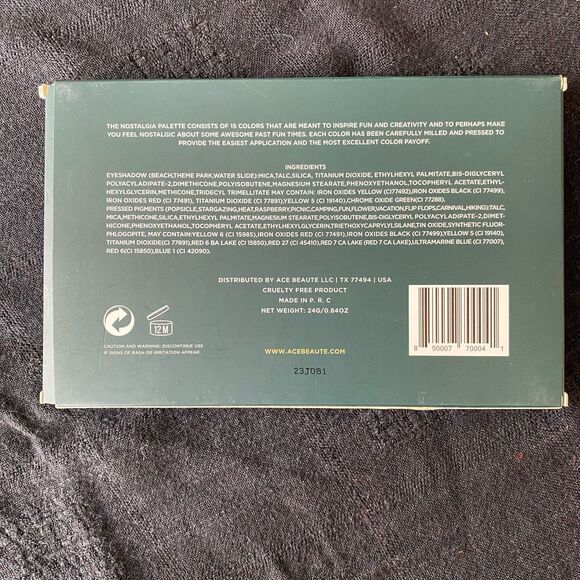 THE NOSTALGIA PALETTE CONSISTS OF 15 COLORS THAT ARE MEANT TO INSPIRE FUN AND CREATIVITY AND TO PERHAPS MAKE
YOU FEEL NOSTALGIC ABOUT SOME AWESOME PAST FUN TIMES. EACH COLOR HAS BEEN CAREFULLY MILLED AND PRESSED TO
PROVIDE THE EASIEST APPLICATION AND THE MOST EXCELLENT COLOR PAYOFF.
INGREDIENTS
EYESHADOW (BEACH,THEME PARK,WATER SLIDE):MICA,TALC,SILICA, TITANIUM DIOXIDE, ETHYLHEXYL PALMITATE,BIS-DIGLYCERYL
POLYACYLADIPATE-2,DIMETHICONE,POLYISOBUTENE,MAGNESIUM STEARATE,PHENOXYETHANOL,TOCOPHERYL ACETATE,ETHYL-
HEXYLGLYCERIN,METHICONE,TRIDECYL TRIMELLITATE MAY CONTAIN: IRON OXIDES YELLOW (CI77492),IRON OXIDES BLACK (CI 77499),
IRON OXIDES RED (CI 77491), TITANIUM DIOXIDE (CI 77891),YELLOW 5 (CI 19140),CHROME OXIDE GREEN(CI 77288).
PRESSED PIGMENTS (POPSICLE,STARGAZING,HEAT,RASPBERRY,PICNIC,CAMPING,FUN,FLOWER,VACATION,FLIP FLOPS,CARNIVAL,HIKING):TALC,
MICA,METHICONE,SILICA,ETHYLHEXYL PALMITATE,MAGNESIUM STEARATE,POLYISOBUTENE,BIS-DIGLYCERYL POLYACYLADIPATE-2,DIMET-
HICONE,PHENOXYETHANOL,TOCOPHERYL ACETATE,ETHYLHEXYLGLYCERIN,TRIETHOXYCAPRYLYLSILANE,TIN OXIDE,SYNTHETIC FLUOR-
PHLOGOPITE, MAY CONTAIN:YELLOW 6 (CI 15985), IRON OXIDES RED (CI 77491), IRON OXIDES BLACK (CI 77499),YELLOW 5 (CI 19140),
TITANIUM DIOXIDE(CI77891),RED 6 BA LAKE (CI 15850),RED 27 (CI 45410),RED 7 CA LAKE (RED 7 CA LAKE),ULTRAMARINE BLUE (CI 77007),
RED 6(CI 15850),BLUE 1 (CI 42090).
DISTRIBUTED BY ACE BEAUTE LLC | TX 77494 | USA
CRUELTY FREE PRODUCT
MADE IN P. R. C
NET WEIGHT: 24G/0.84OZ
12 M
CAUTION AND WARNING: DISCONTINUE USE
IF SIGNS OF RASH OR IRRITATION APPEAR.
WWW.ACEBEAUTE.COM
23J081
8 50007 70004 1